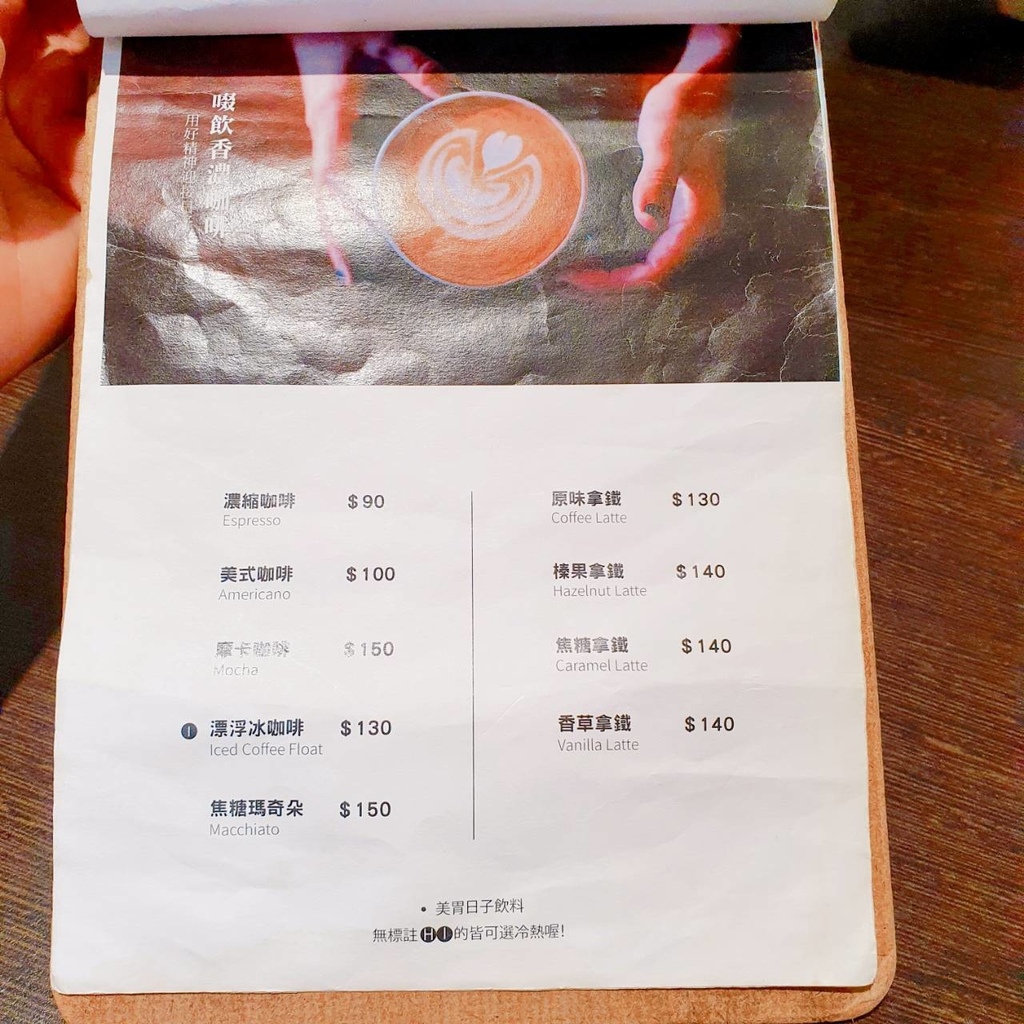 啜飲香濃咖啡
用好精神迎接
濃縮咖啡 $90
Espresso
美式咖啡 $100
Americano
摩卡咖啡 $150
Mocha
I 漂浮冰咖啡 $130
Iced Coffee Float
焦糖瑪奇朵 $150
Macchiato
原味拿鐵 $130
Coffee Latte
榛果拿鐵 $140
Hazelnut Latte
焦糖拿鐵 $140
Caramel Latte
香草拿鐵 $140
Vanilla Latte
• 美胃日子飲料
無標註HI的皆可選冷熱喔!